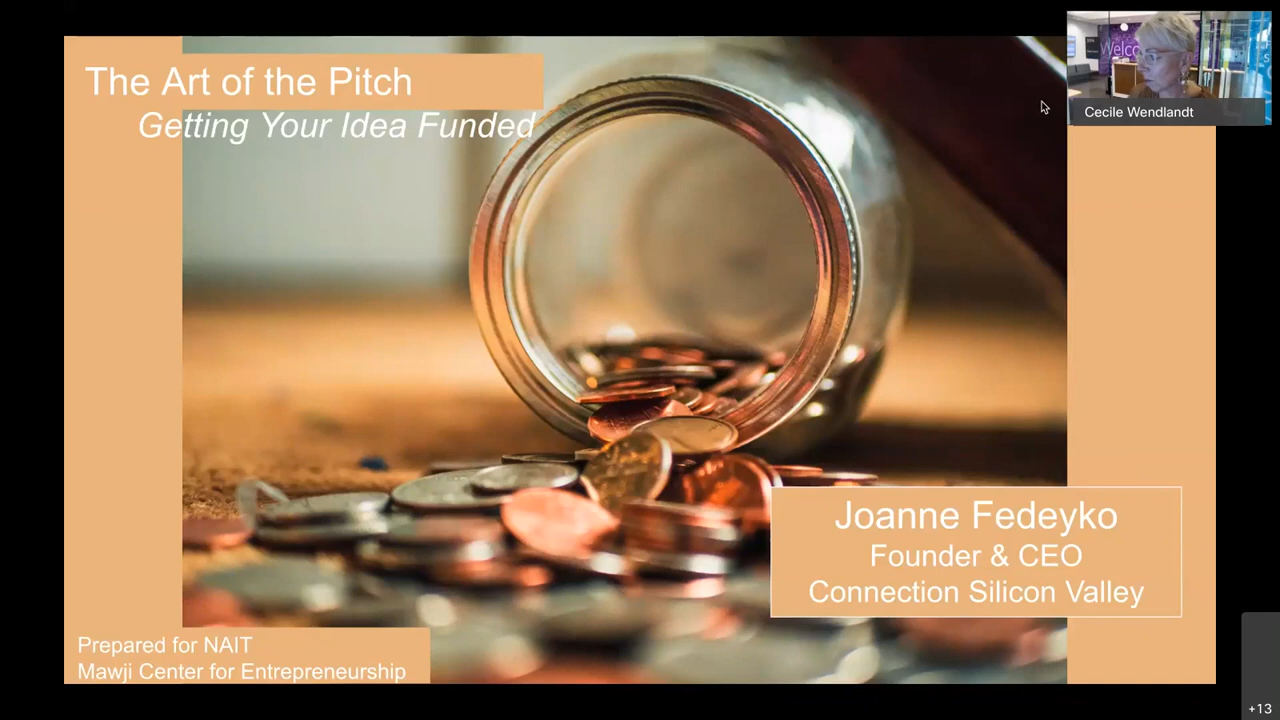 The Art of the Pitch
Getting Your Idea Funded
Cecile Wendlandt
Joanne Fedeyko
Founder & CEO
Connection Silicon Valley
Prepared for NAIT
Mawji Center for Entrepreneurship
+13